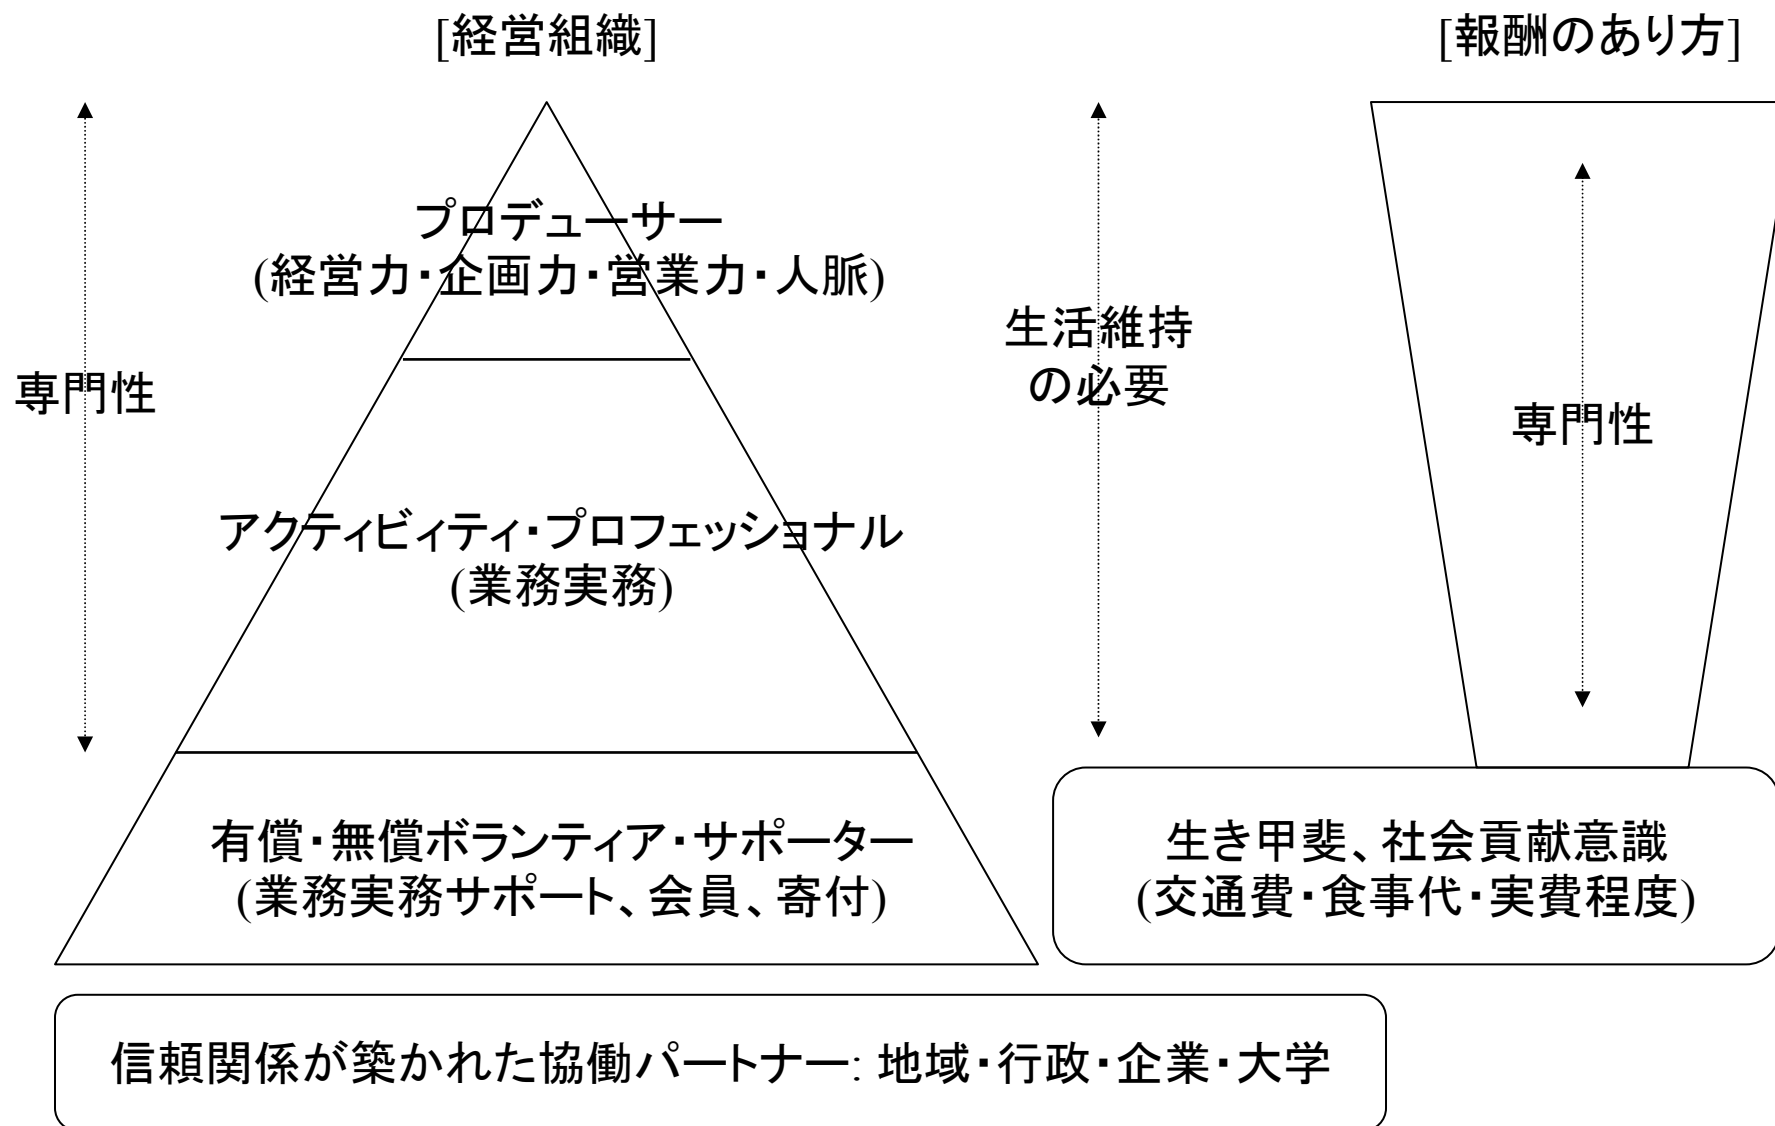 [経営組織]
[報酬のあり方]
プロデューサー
(経営力・企画力・営業力・人脈)
専門性
アクティビィティ・プロフェッショナル
(業務実務)
有償・無償ボランティア・サポーター
(業務実務サポート、会員、寄付)
生活維持
の必要
専門性
生き甲斐、社会貢献意識
(交通費・食事代・実費程度)
信頼関係が築かれた協働パートナー: 地域・行政・企業・大学